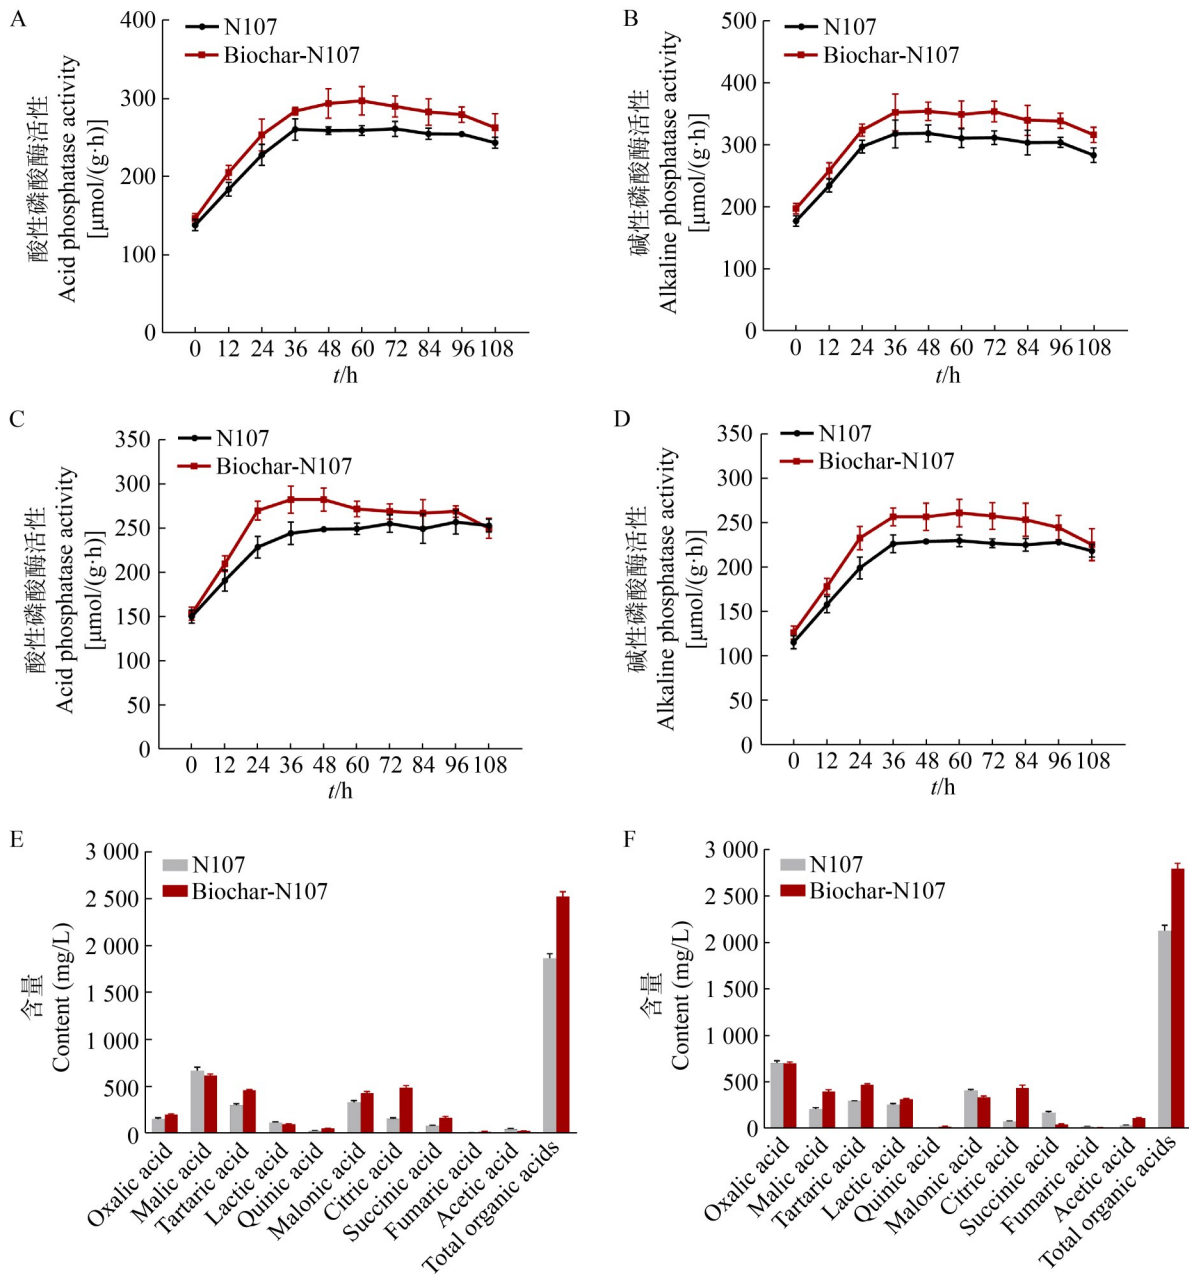 A
400
300
200
100
0
酸性磷酸酶活性
Acid phosphatase activity
[μmol/(g·h)]
N107
Biochar-N107
0 12 24 36 48 60 72 84 96 108
t/h
B
500
400
300
200
100
0
碱性磷酸酶活性
Alkaline phosphatase activity
[μmol/(g·h)]
N107
Biochar-N107
0 12 24 36 48 60 72 84 96 108
t/h
C
350
300
250
200
150
100
50
0
酸性磷酸酶活性
Acid phosphatase activity
[μmol/(g·h)]
N107
Biochar-N107
0 12 24 36 48 60 72 84 96 108
t/h
D
350
300
250
200
150
100
50
0
碱性磷酸酶活性
Alkaline phosphatase activity
[μmol/(g·h)]
N107
Biochar-N107
0 12 24 36 48 60 72 84 96 108
t/h
E
3 000
2 500
2 000
1 500
1 000
500
0
含量
Content (mg/L)
N107
Biochar-N107
Oxalic acid
Malic acid
Tartaric acid
Lactic acid
Quinic acid
Malonic acid
Citric acid
Succinic acid
Fumaric acid
Acetic acid
Total organic acids
F
3 000
2 500
2 000
1 500
1 000
500
0
含量
Content (mg/L)
N107
Biochar-N107
Oxalic acid
Malic acid
Tartaric acid
Lactic acid
Quinic acid
Malonic acid
Citric acid
Succinic acid
Fumaric acid
Acetic acid
Total organic acids